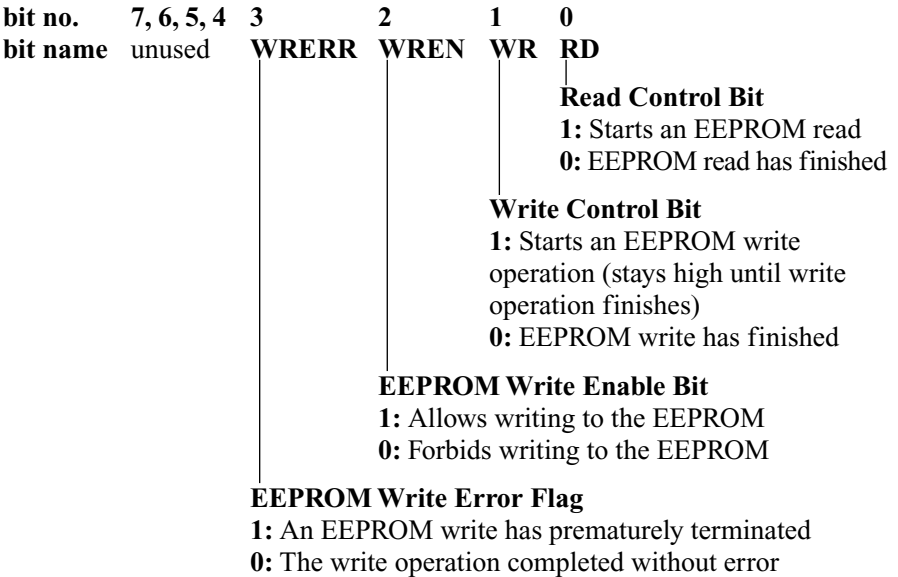 bit no. 7, 6, 5, 4 3 2 1 0
bit name unused WRERR WREN WR RD
Read Control Bit
1: Starts an EEPROM read
0: EEPROM read has finished
Write Control Bit
1: Starts an EEPROM write
operation (stays high until write
operation finishes)
0: EEPROM write has finished
EEPROM Write Enable Bit
1: Allows writing to the EEPROM
0: Forbids writing to the EEPROM
EEPROM Write Error Flag
1: An EEPROM write has prematurely terminated
0: The write operation completed without error